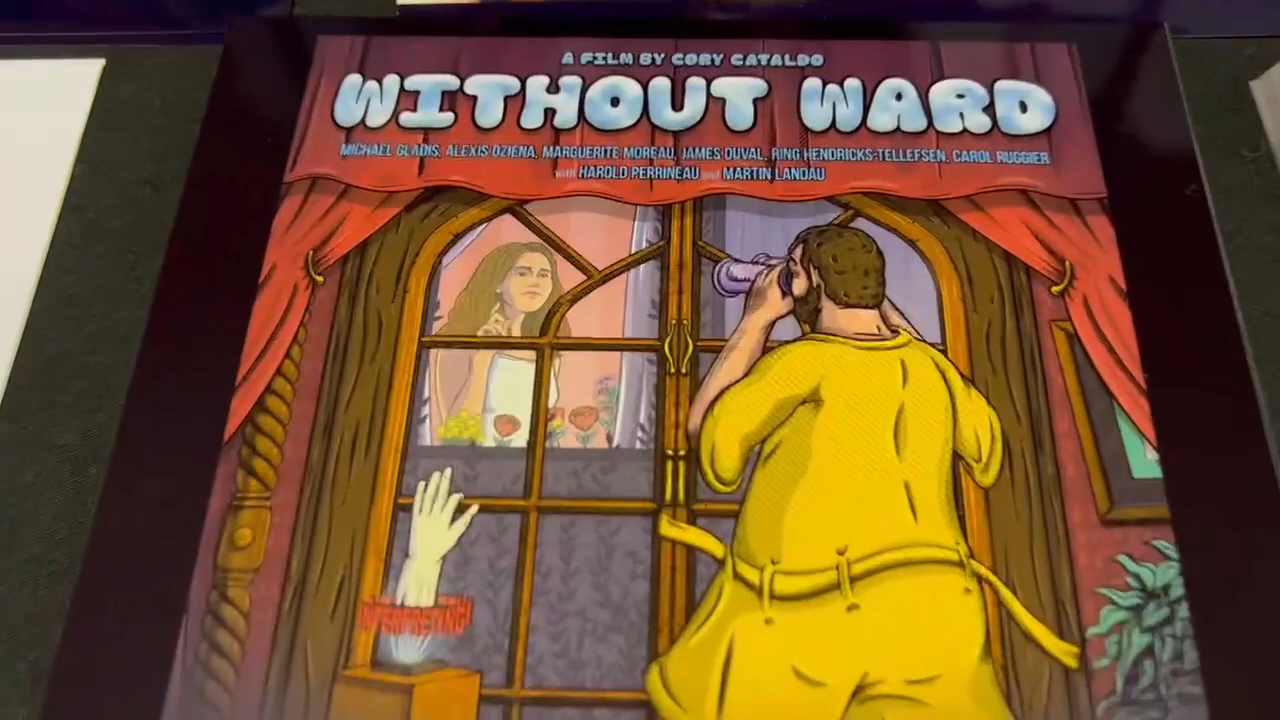 A FILM BY CORY CATALDO
WITHOUT WARD
MICHAEL GLADIS, ALEXIS DZIENA, MARGUERITE MOREAU, JAMES DUVAL, RING HENDRICKS-TELLEFSEN, CAROL RUGGIER
with HAROLD PERRINEAU and MARTIN LANDAU
INTERPRETING!